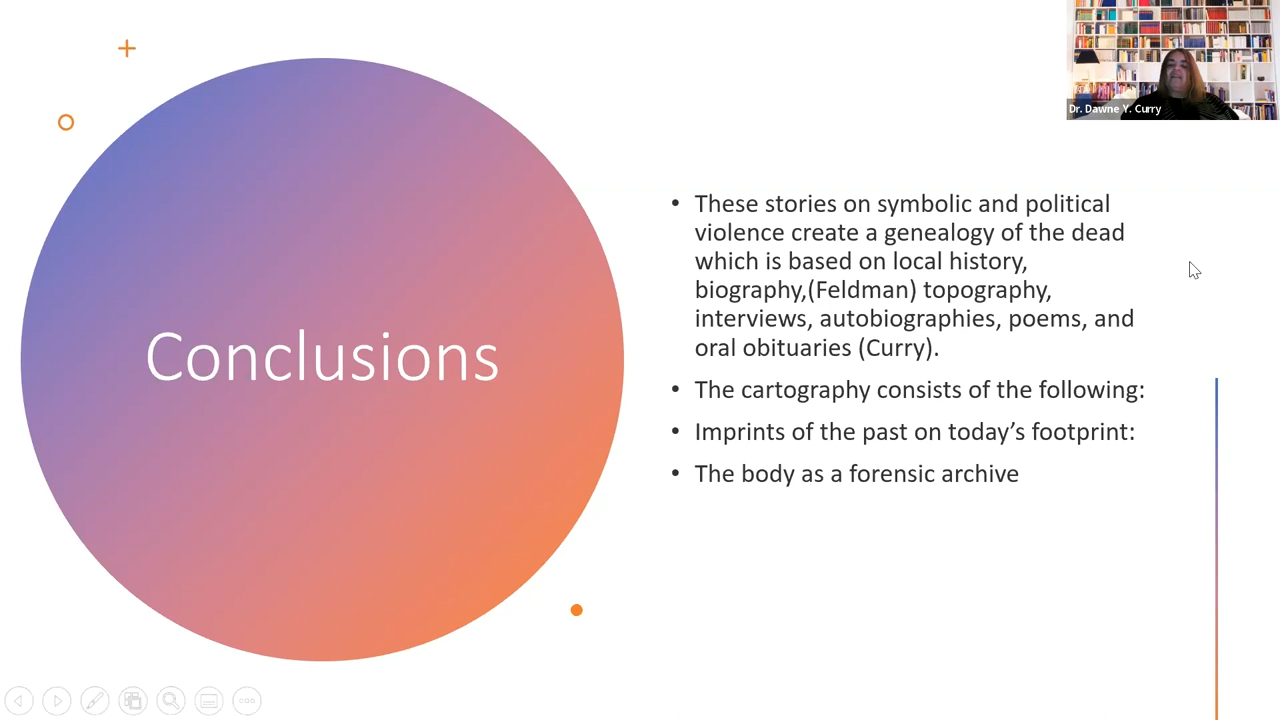 Dr. Dawne Y. Curry
Conclusions
• These stories on symbolic and political
violence create a genealogy of the dead
which is based on local history,
biography,(Feldman) topography,
interviews, autobiographies, poems, and
oral obituaries (Curry).
• The cartography consists of the following:
• Imprints of the past on today’s footprint:
• The body as a forensic archive